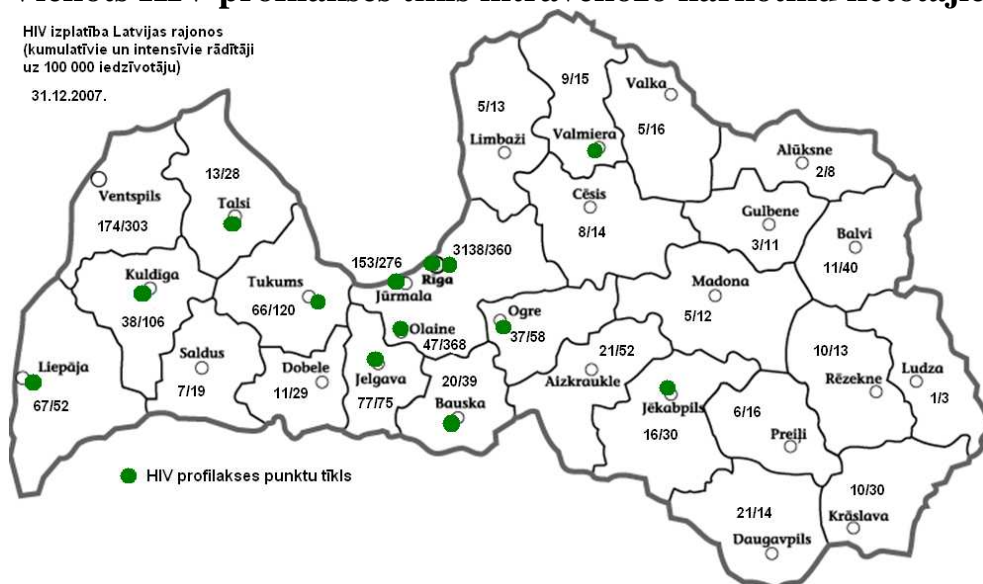 HIV izplatība Latvijas rajonos
(kumulatīvie un intensīvie rādītāji
uz 100 000 iedzīvotāju)
31.12.2007.
9/15
Valka
5/13
5/16
Limbaži
Valmiera
Alūksne
2/8
13/28
Ventspils
Talsi
Cēsis
Gulbene
174/303
8/14
3/11
Balvi
153/276
3138/360
11/40
Rīga
Kuldīga
Tukums
Jūrmala
Madona
66/120
Ogre
5/12
38/106
Olaine
37/58
47/368
Liepāja
Saldus
Dobele
Jelgava
20/39
21/52
10/13
Ludza
7/19
11/29
77/75
Bauska
Aizkraukle
Rēzekne
1/3
67/52
Jēkabpils
6/16
16/30
Preiļi
HIV profilakses punktu tīkls
10/30
21/14
Krāslava
Daugavpils